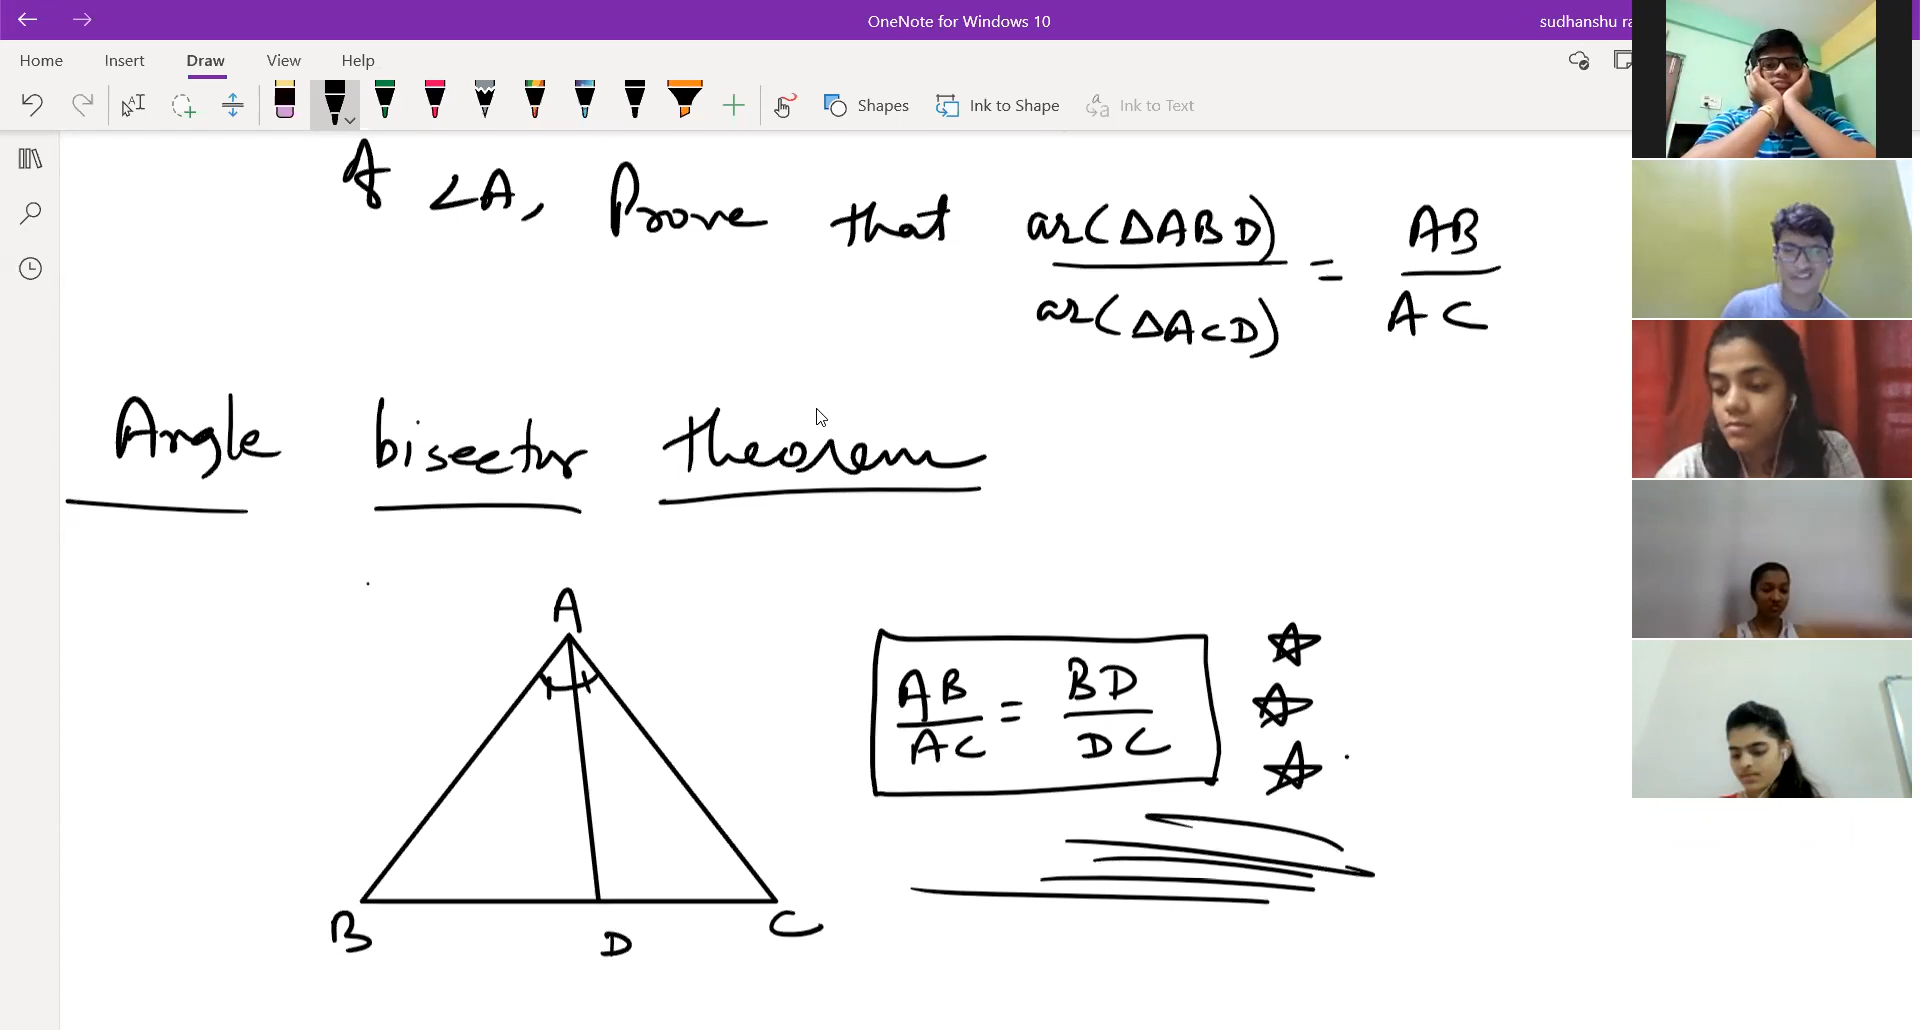 OneNote for Windows 10
sudhanshu ra
Home Insert Draw View Help
Shapes Ink to Shape Ink to Text
of ∠A, Prove that ar(ΔABD) / ar(ΔACD) = AB / AC
Angle bisector theorem
A
AB / AC = BD / DC
B D C